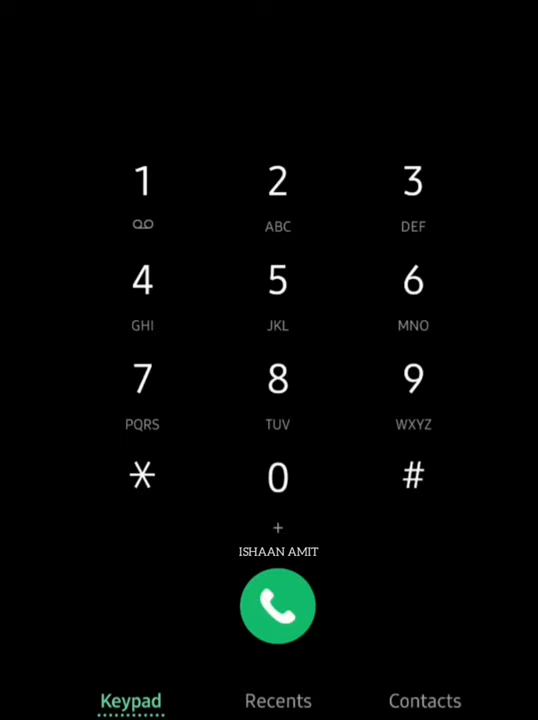 1 2 3
ABC DEF
4 5 6
GHI JKL MNO
7 8 9
PQRS TUV WXYZ
* 0 #
+
ISHAAN AMIT
Keypad Recents Contacts